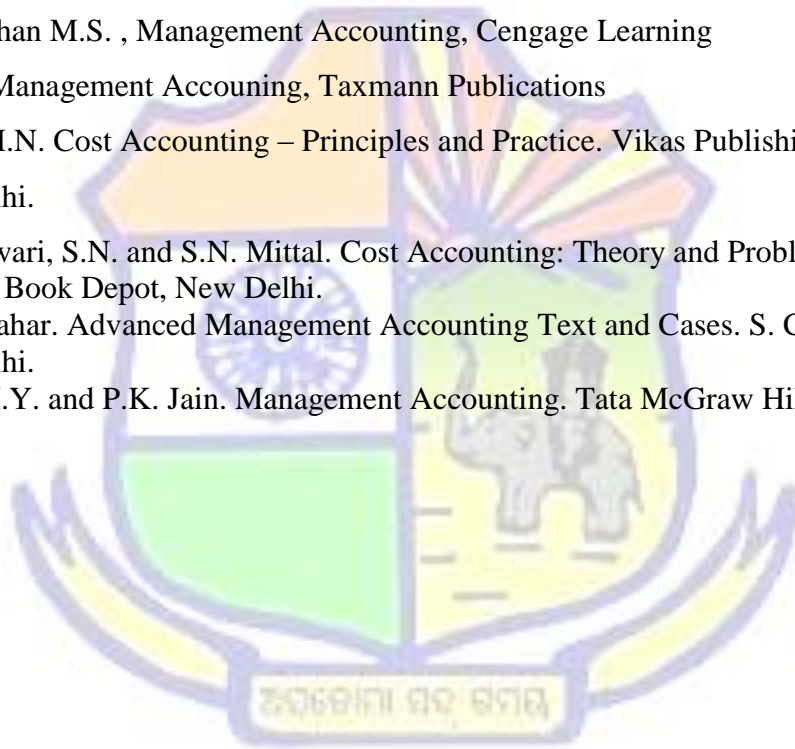 han M.S. , Management Accounting, Cengage Learning
Management Accouning, Taxmann Publications
I.N. Cost Accounting – Principles and Practice. Vikas Publishi
hi.
wari, S.N. and S.N. Mittal. Cost Accounting: Theory and Probl
Book Depot, New Delhi.
ahar. Advanced Management Accounting Text and Cases. S. C
hi.
I.Y. and P.K. Jain. Management Accounting. Tata McGraw Hil